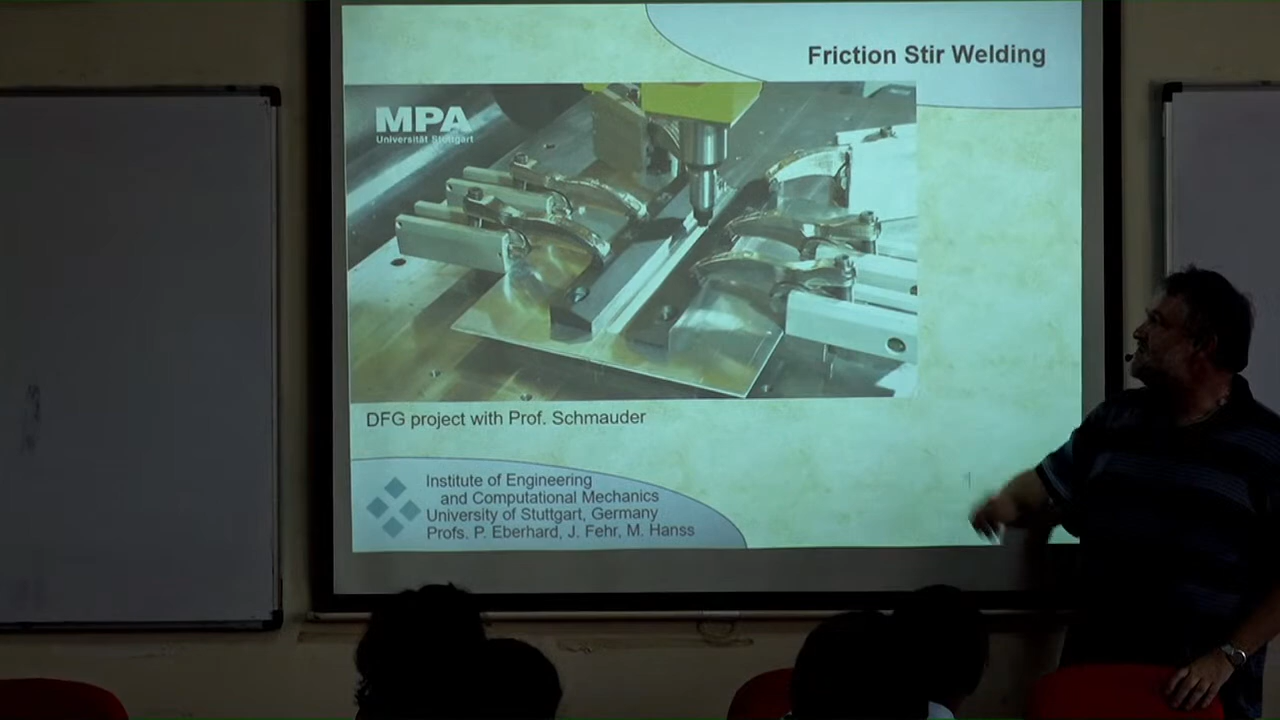 Friction Stir Welding
MPA
Universität Stuttgart
DFG project with Prof. Schmauder
Institute of Engineering
and Computational Mechanics
University of Stuttgart, Germany
Profs. P. Eberhard, J. Fehr, M. Hanss